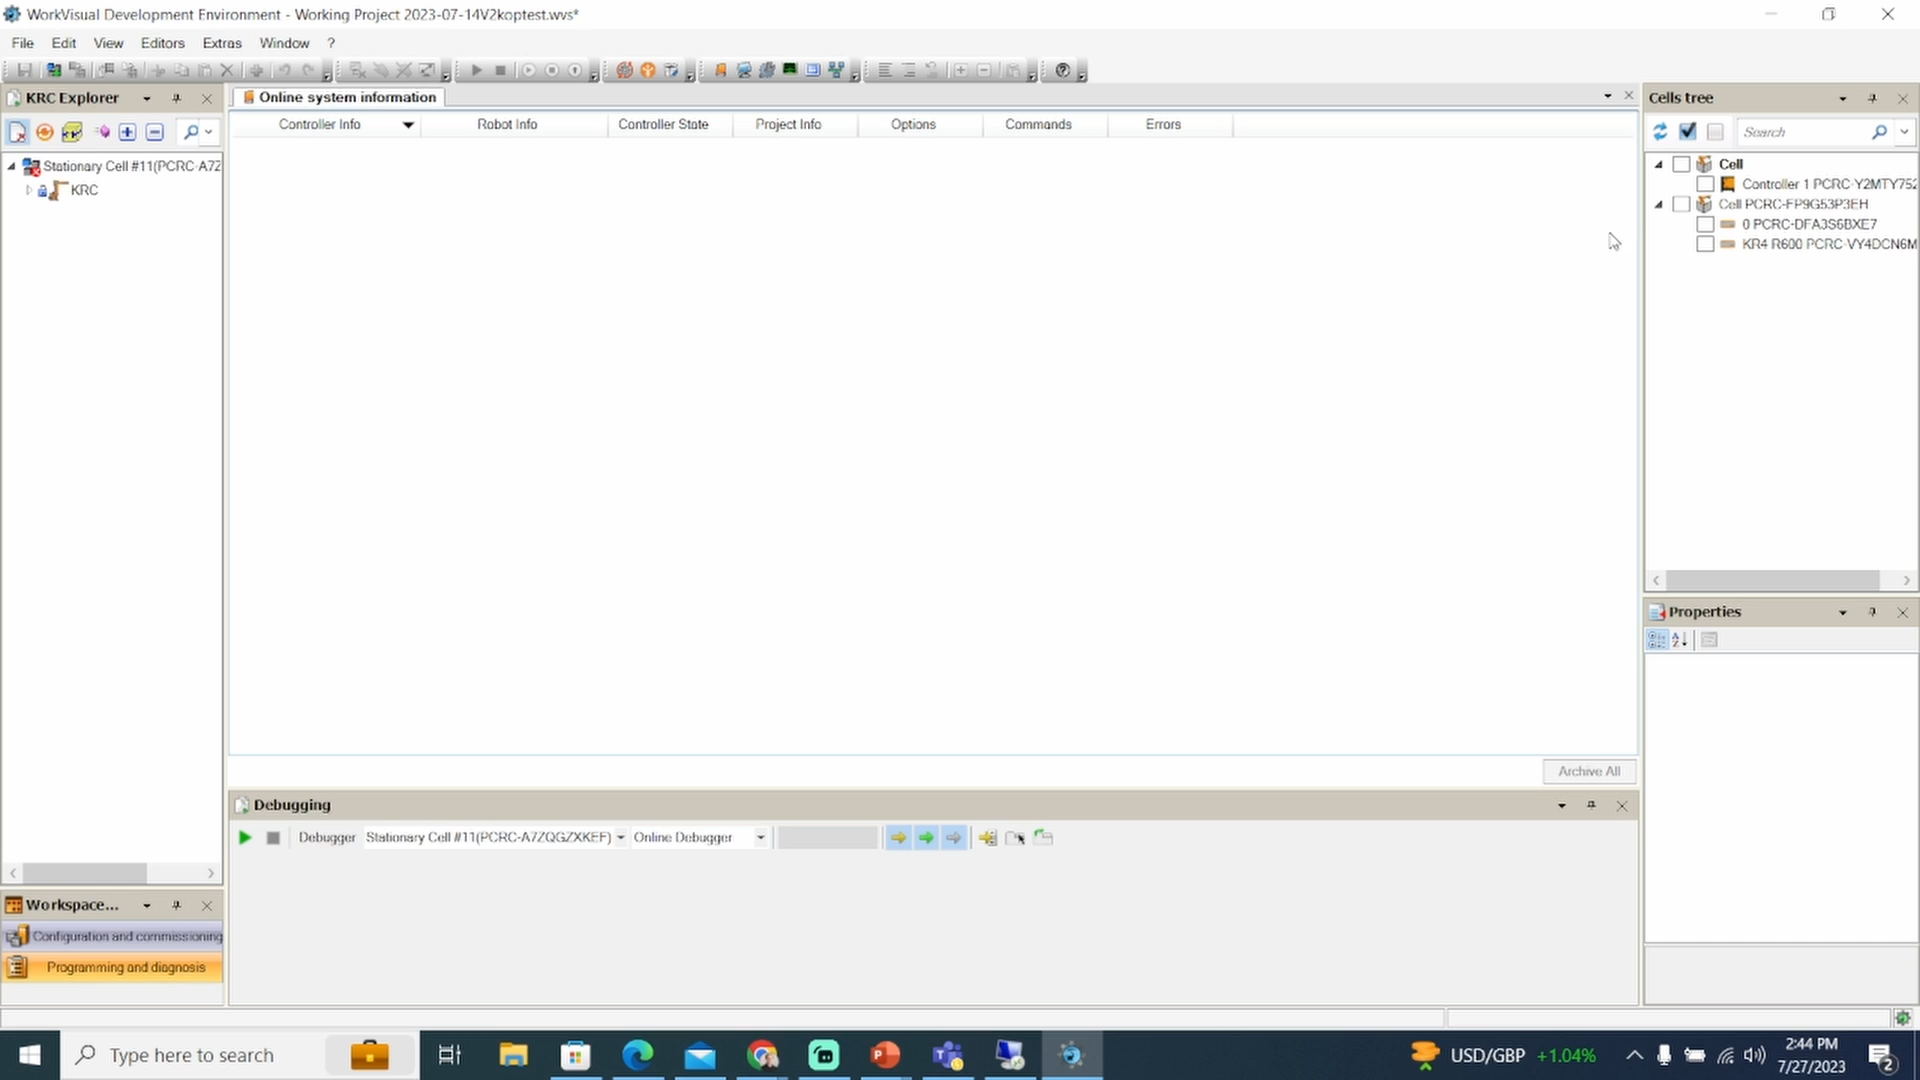 WorkVisual Development Environment - Working Project 2023-07-14V2koptest.wvs*
File Edit View Editors Extras Window ?
KRC Explorer
Online system information
Cells tree
Controller Info Robot Info Controller State Project Info Options Commands Errors
Search
Stationary Cell #11(PCRC-A7Z
KRC
Cell
Controller 1 PCRC-Y2MTY752
Cell PCRC-FP9G53P3EH
0 PCRC-DFA3S6BXE7
KR4 R600 PCRC-VY4DCN6M
Properties
Archive All
Debugging
Debugger Stationary Cell #11(PCRC-A7ZQGZXKEF) Online Debugger
Workspace...
Configuration and commissioning
Programming and diagnosis
Type here to search
USD/GBP +1.04%
2:44 PM
7/27/2023
2